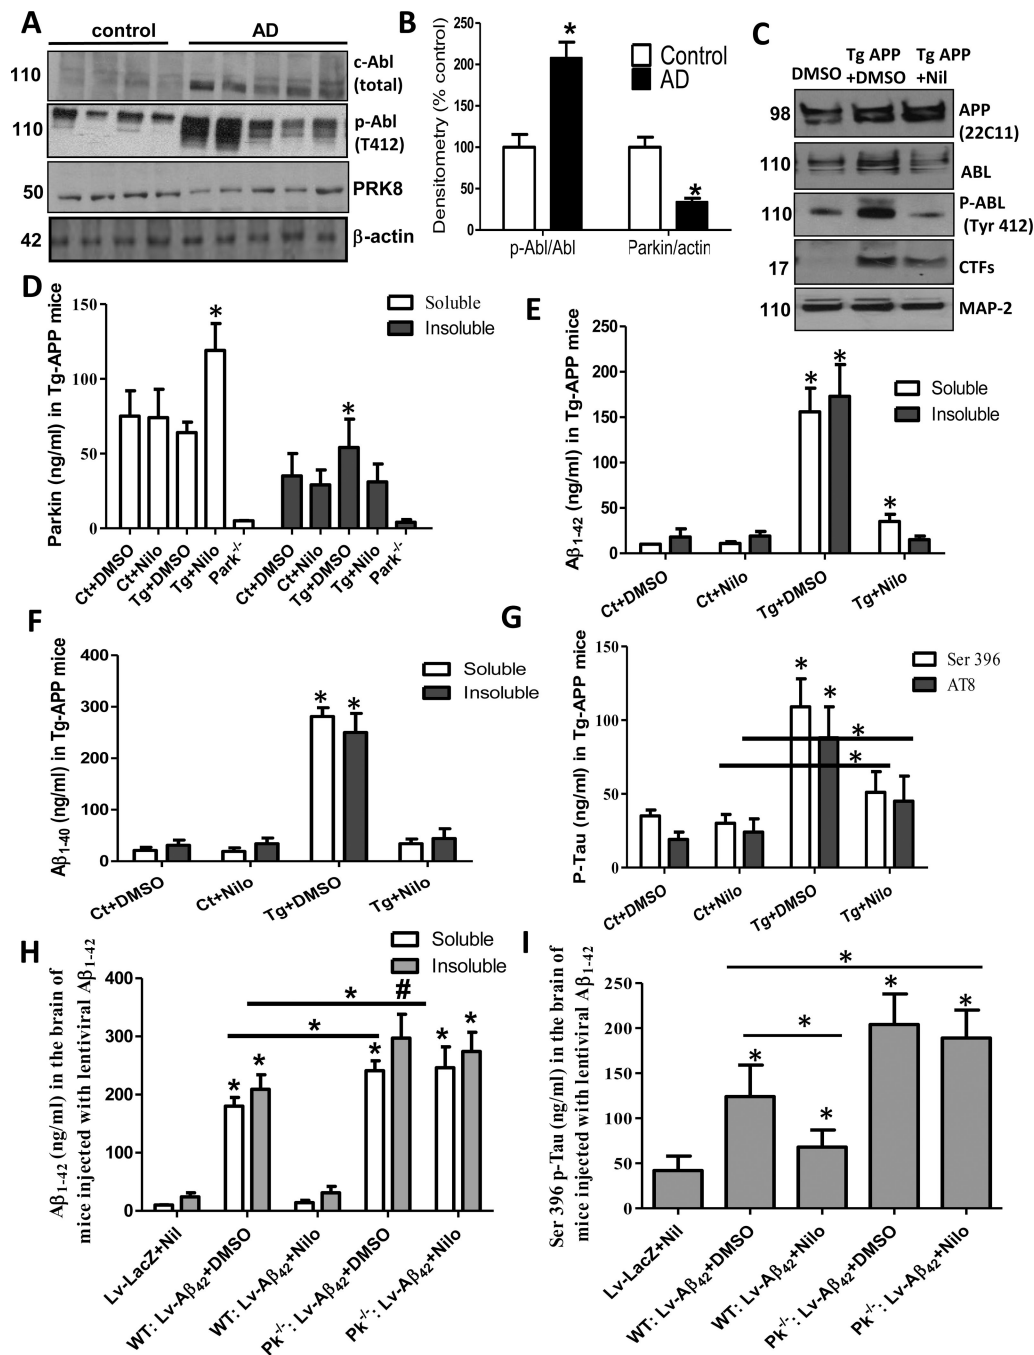 A
control
AD
110
c-Abl
(total)
110
p-Abl
(T412)
50
PRK8
42
β-actin
B
Densitometry (% control)
250
200
150
100
50
0
*
*
Control
AD
p-Abl/Abl
Parkin/actin
C
DMSO
Tg APP
+DMSO
Tg APP
+Nil
98
APP
(22C11)
110
ABL
110
P-ABL
(Tyr 412)
17
CTFs
110
MAP-2
D
Parkin (ng/ml) in Tg-APP mice
150
100
50
0
*
*
Soluble
Insoluble
Ct+DMSO
Ct+Nilo
Tg+DMSO
Tg+Nilo
Park-/-
Ct+DMSO
Ct+Nilo
Tg+DMSO
Tg+Nilo
Park-/-
E
Aβ1-42 (ng/ml) in Tg-APP mice
250
200
150
100
50
0
*
*
*
Soluble
Insoluble
Ct+DMSO
Ct+Nilo
Tg+DMSO
Tg+Nilo
F
Aβ1-40 (ng/ml) in Tg-APP mice
400
300
200
100
0
*
*
Soluble
Insoluble
Ct+DMSO
Ct+Nilo
Tg+DMSO
Tg+Nilo
G
P-Tau (ng/ml) in Tg-APP mice
150
100
50
0
*
*
*
*
Ser 396
AT8
Ct+DMSO
Ct+Nilo
Tg+DMSO
Tg+Nilo
H
Aβ1-42 (ng/ml) in the brain of
mice injected with lentiviral Aβ1-42
400
300
200
100
0
Soluble
Insoluble
*
#
*
*
*
*
*
*
Lv-LacZ+Nil
WT: Lv-Aβ42+DMSO
WT: Lv-Aβ42+Nilo
Pk-/-: Lv-Aβ42+DMSO
Pk-/-: Lv-Aβ42+Nilo
I
Ser 396 p-Tau (ng/ml) in the brain of
mice injected with lentiviral Aβ1-42
250
200
150
100
50
0
*
*
*
*
*
*
Lv-LacZ+Nil
WT: Lv-Aβ42+DMSO
WT: Lv-Aβ42+Nilo
Pk-/-: Lv-Aβ42+DMSO
Pk-/-: Lv-Aβ42+Nilo